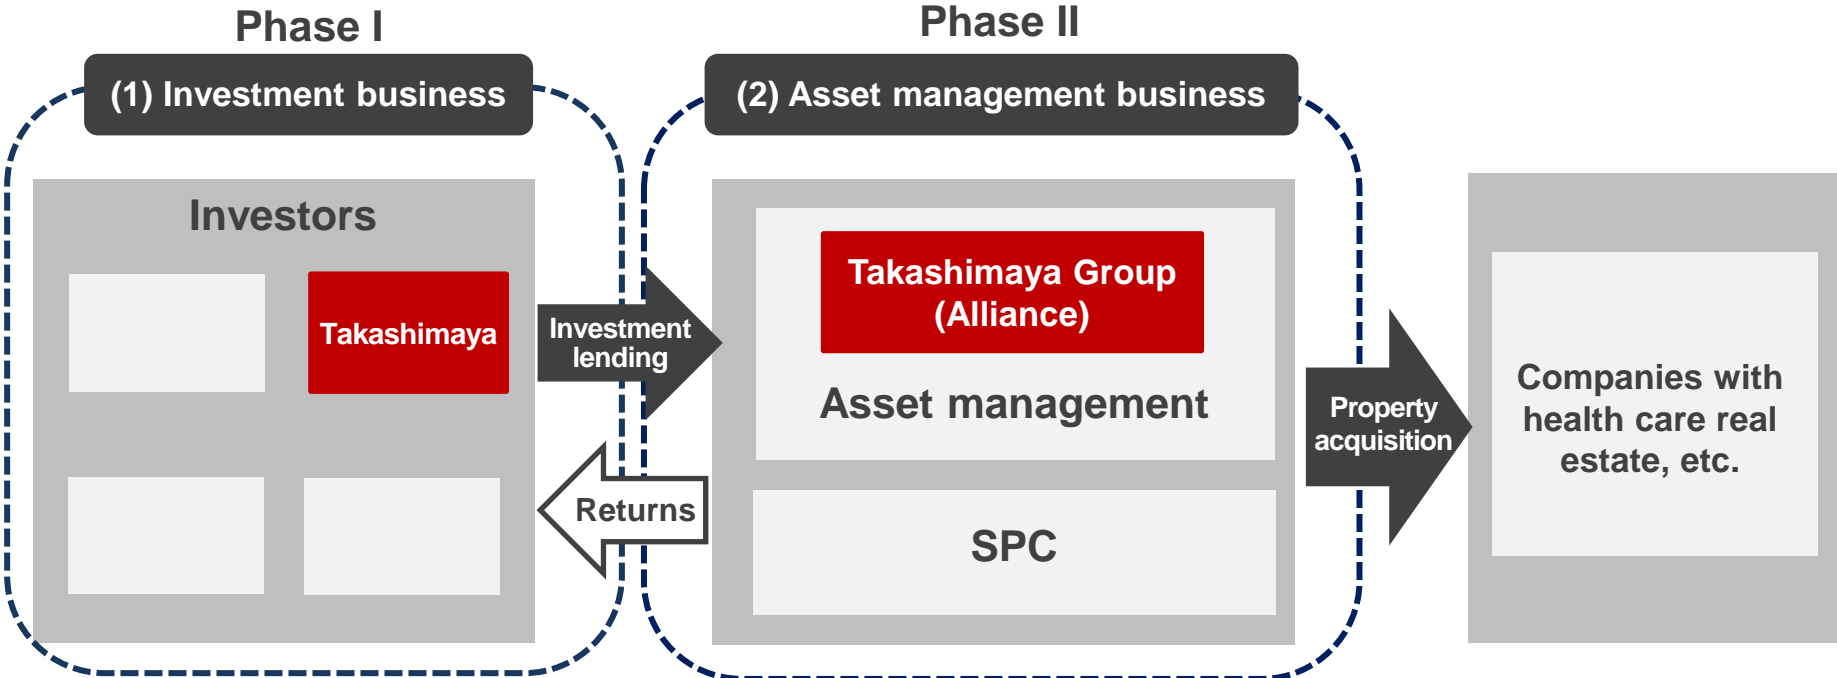 Phase I
(1) Investment business
Investors
Takashimaya
Investment
lending
Returns
Phase II
(2) Asset management business
Takashimaya Group
(Alliance)
Asset management
SPC
Property
acquisition
Companies with
health care real
estate, etc.